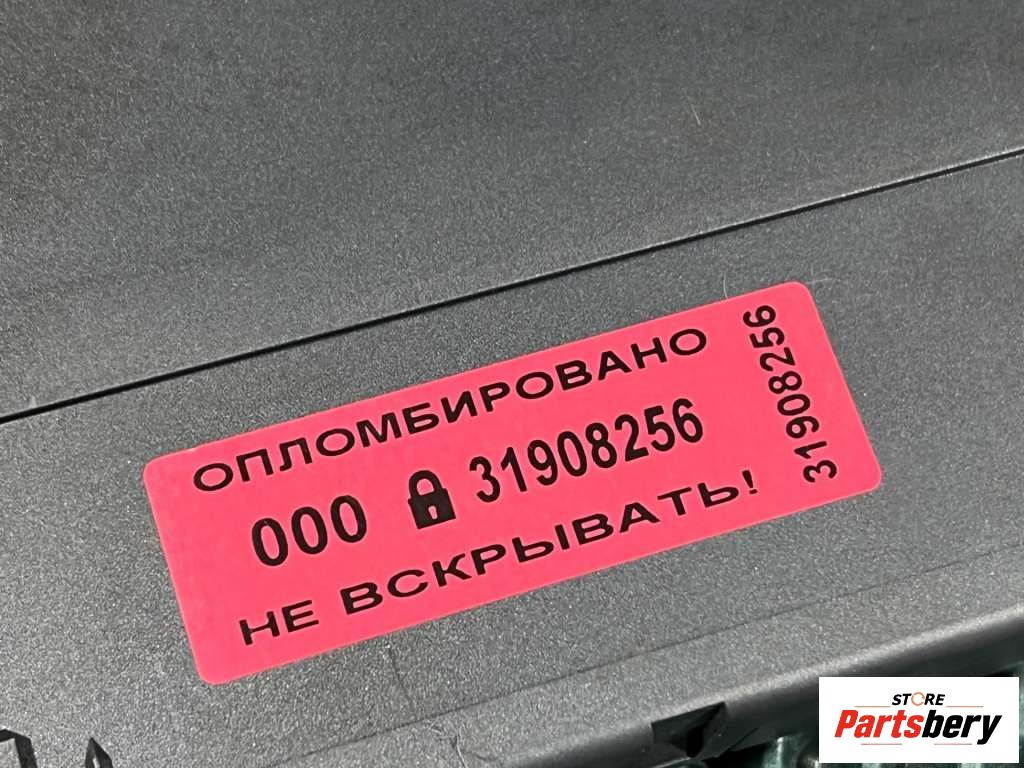 ОПЛОМБИРОВАНО
000 31908256
НЕ ВСКРЫВАТЬ!
31908256
STORE
Partsbery